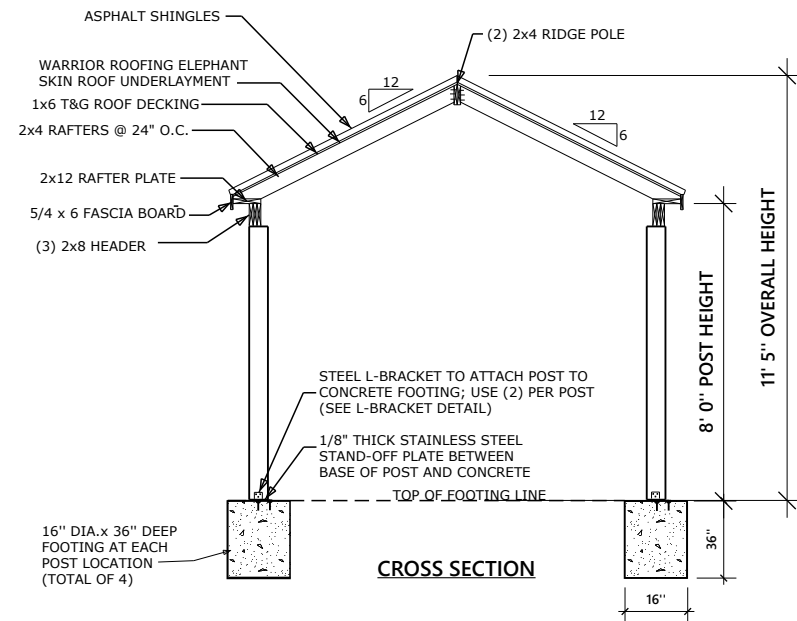 ASPHALT SHINGLES
(2) 2x4 RIDGE POLE
WARRIOR ROOFING ELEPHANT
SKIN ROOF UNDERLAYMENT
1x6 T&G ROOF DECKING
2x4 RAFTERS @ 24" O.C.
2x12 RAFTER PLATE
5/4 x 6 FASCIA BOARD
(3) 2x8 HEADER
12
6
12
6
8' 0" POST HEIGHT
11' 5" OVERALL HEIGHT
STEEL L-BRACKET TO ATTACH POST TO
CONCRETE FOOTING; USE (2) PER POST
(SEE L-BRACKET DETAIL)
1/8" THICK STAINLESS STEEL
STAND-OFF PLATE BETWEEN
BASE OF POST AND CONCRETE
TOP OF FOOTING LINE
16" DIA.x 36" DEEP
FOOTING AT EACH
POST LOCATION
(TOTAL OF 4)
36"
16"
CROSS SECTION